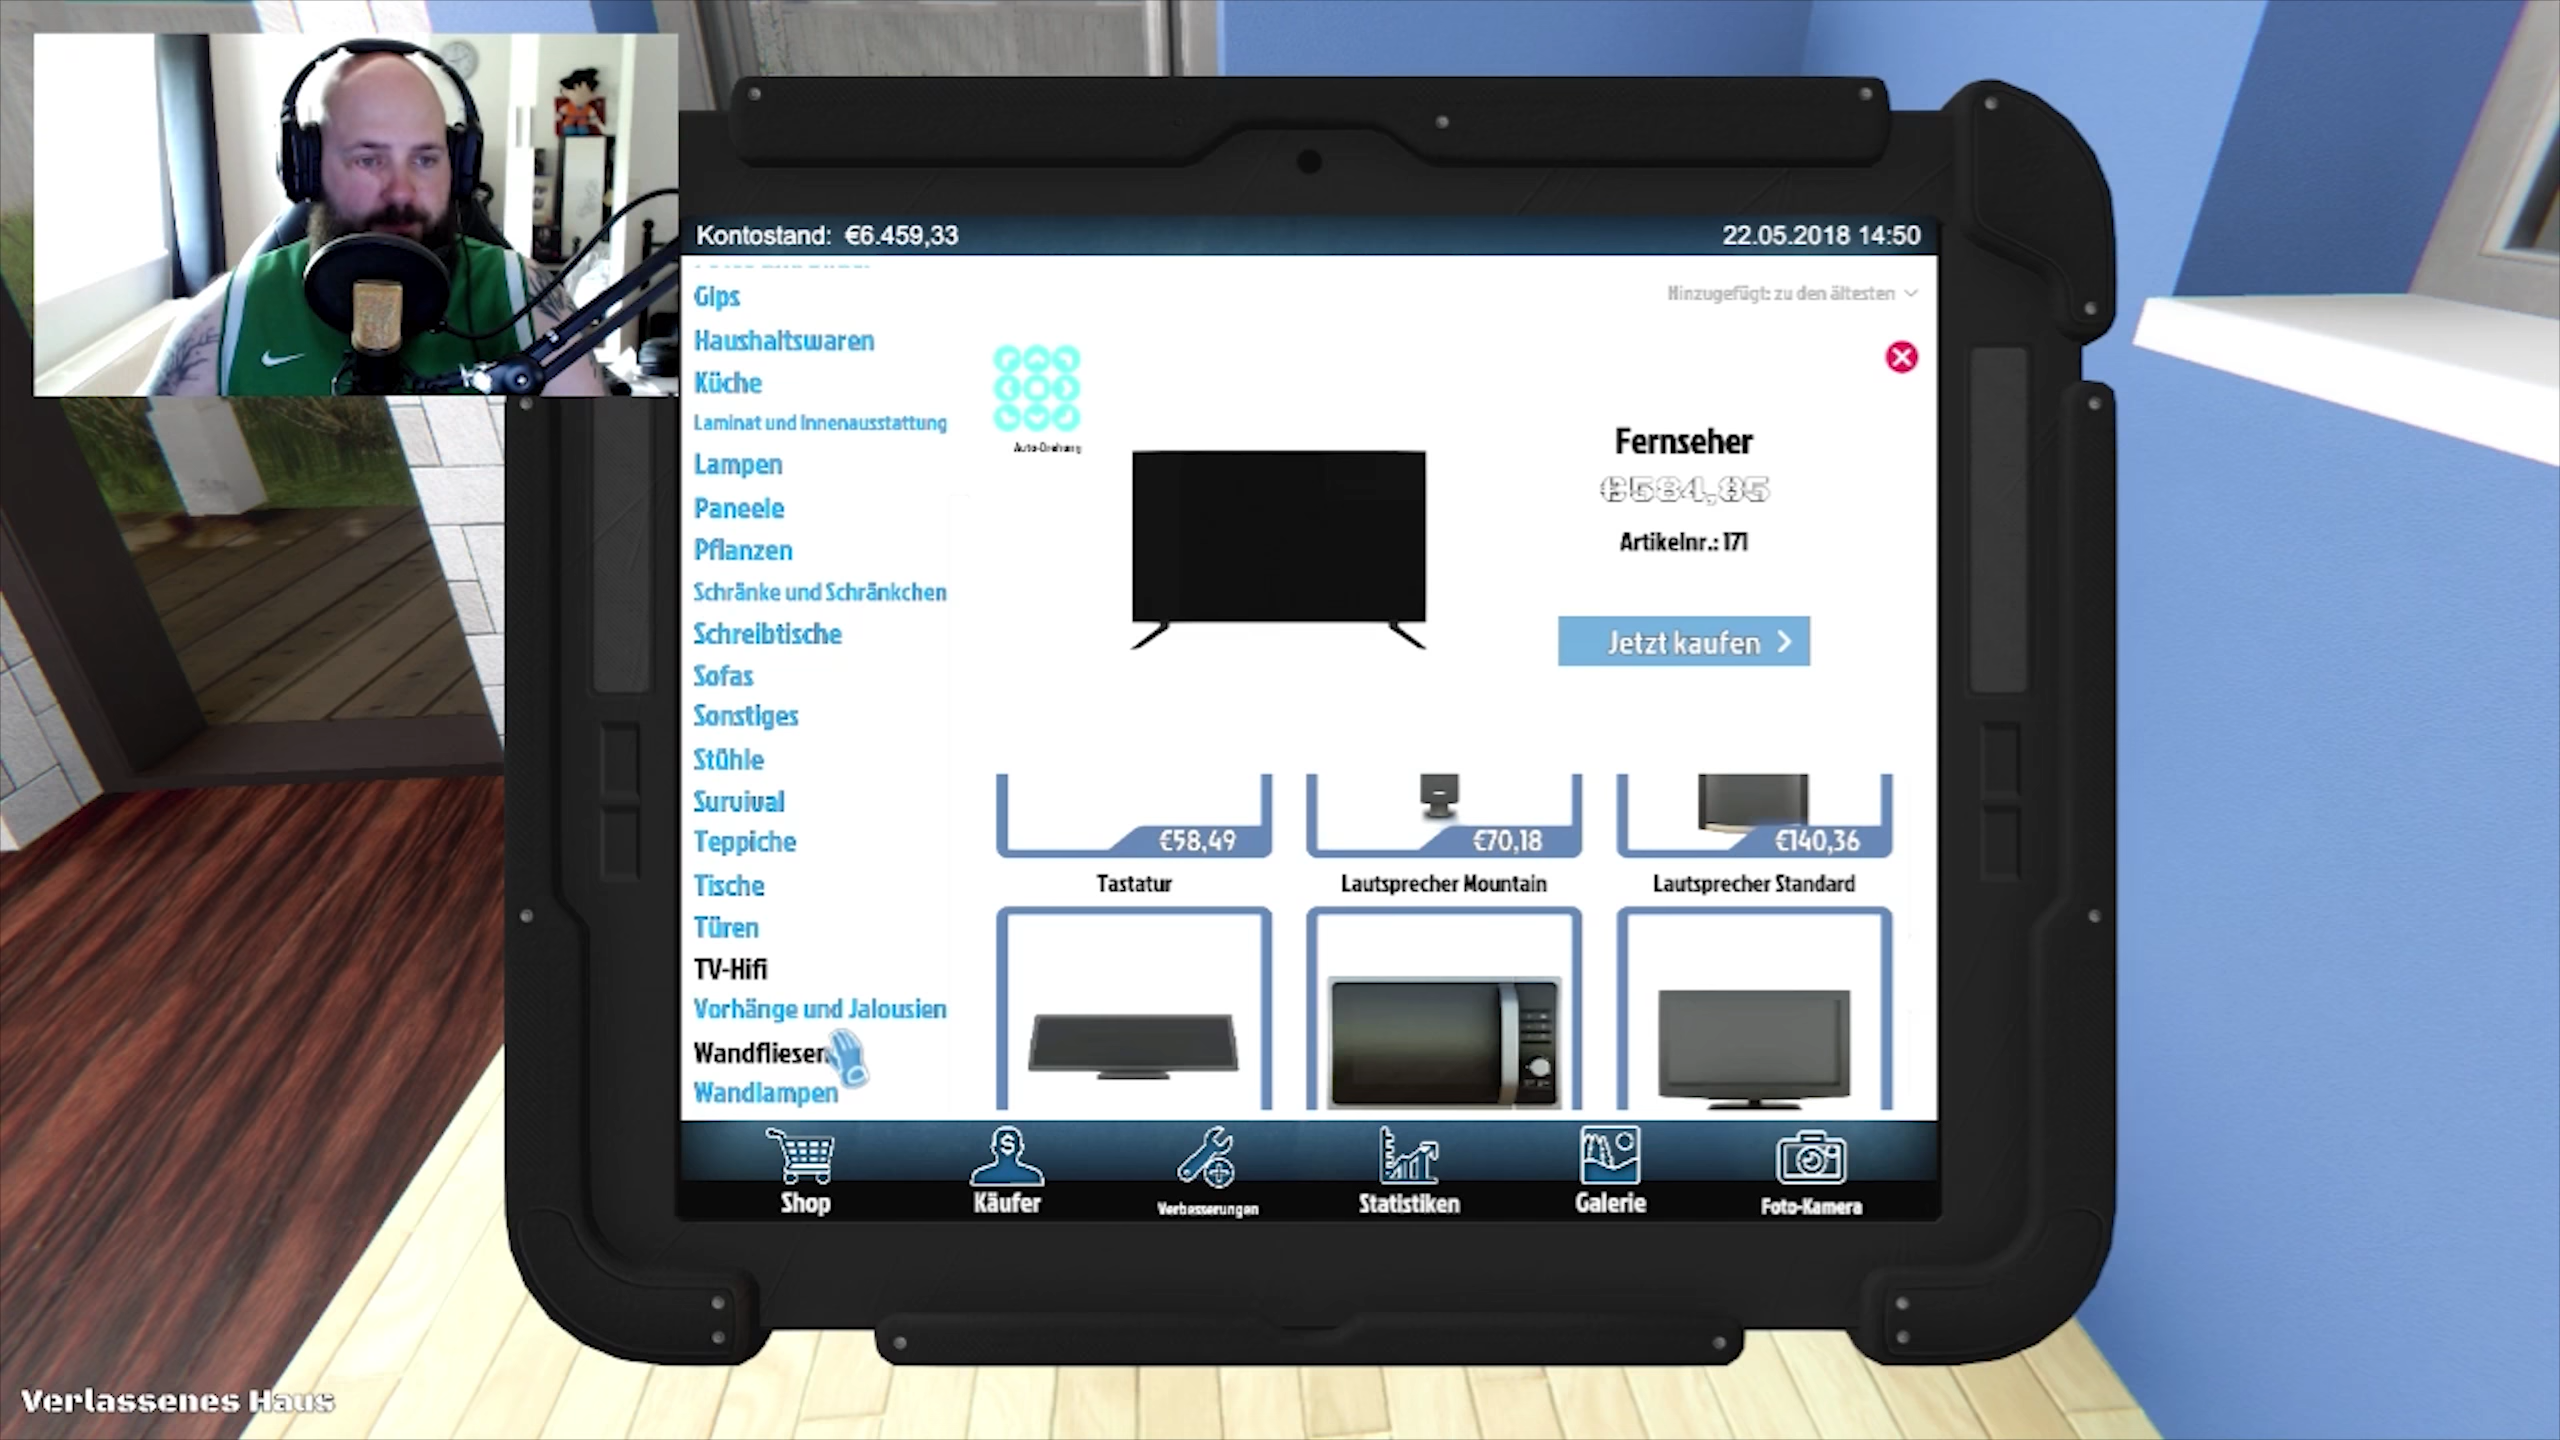 Kontostand: €6.459,33
22.05.2018 14:50
Gips
Haushaltswaren
Küche
Laminat und Innenausstattung
Lampen
Paneele
Pflanzen
Schränke und Schränkchen
Schreibtische
Sofas
Sonstiges
Stühle
Survival
Teppiche
Tische
Türen
TV-Hifi
Vorhänge und Jalousien
Wandfliesen
Wandlampen
Hinzugefügt: zu den ältesten
Auto-Drehung
Fernseher
€584,85
Artikelnr.: 171
Jetzt kaufen
€58,49
€70,18
€140,36
Tastatur
Lautsprecher Mountain
Lautsprecher Standard
Shop
Käufer
Verbesserungen
Statistiken
Galerie
Foto-Kamera
Verlassenes Haus